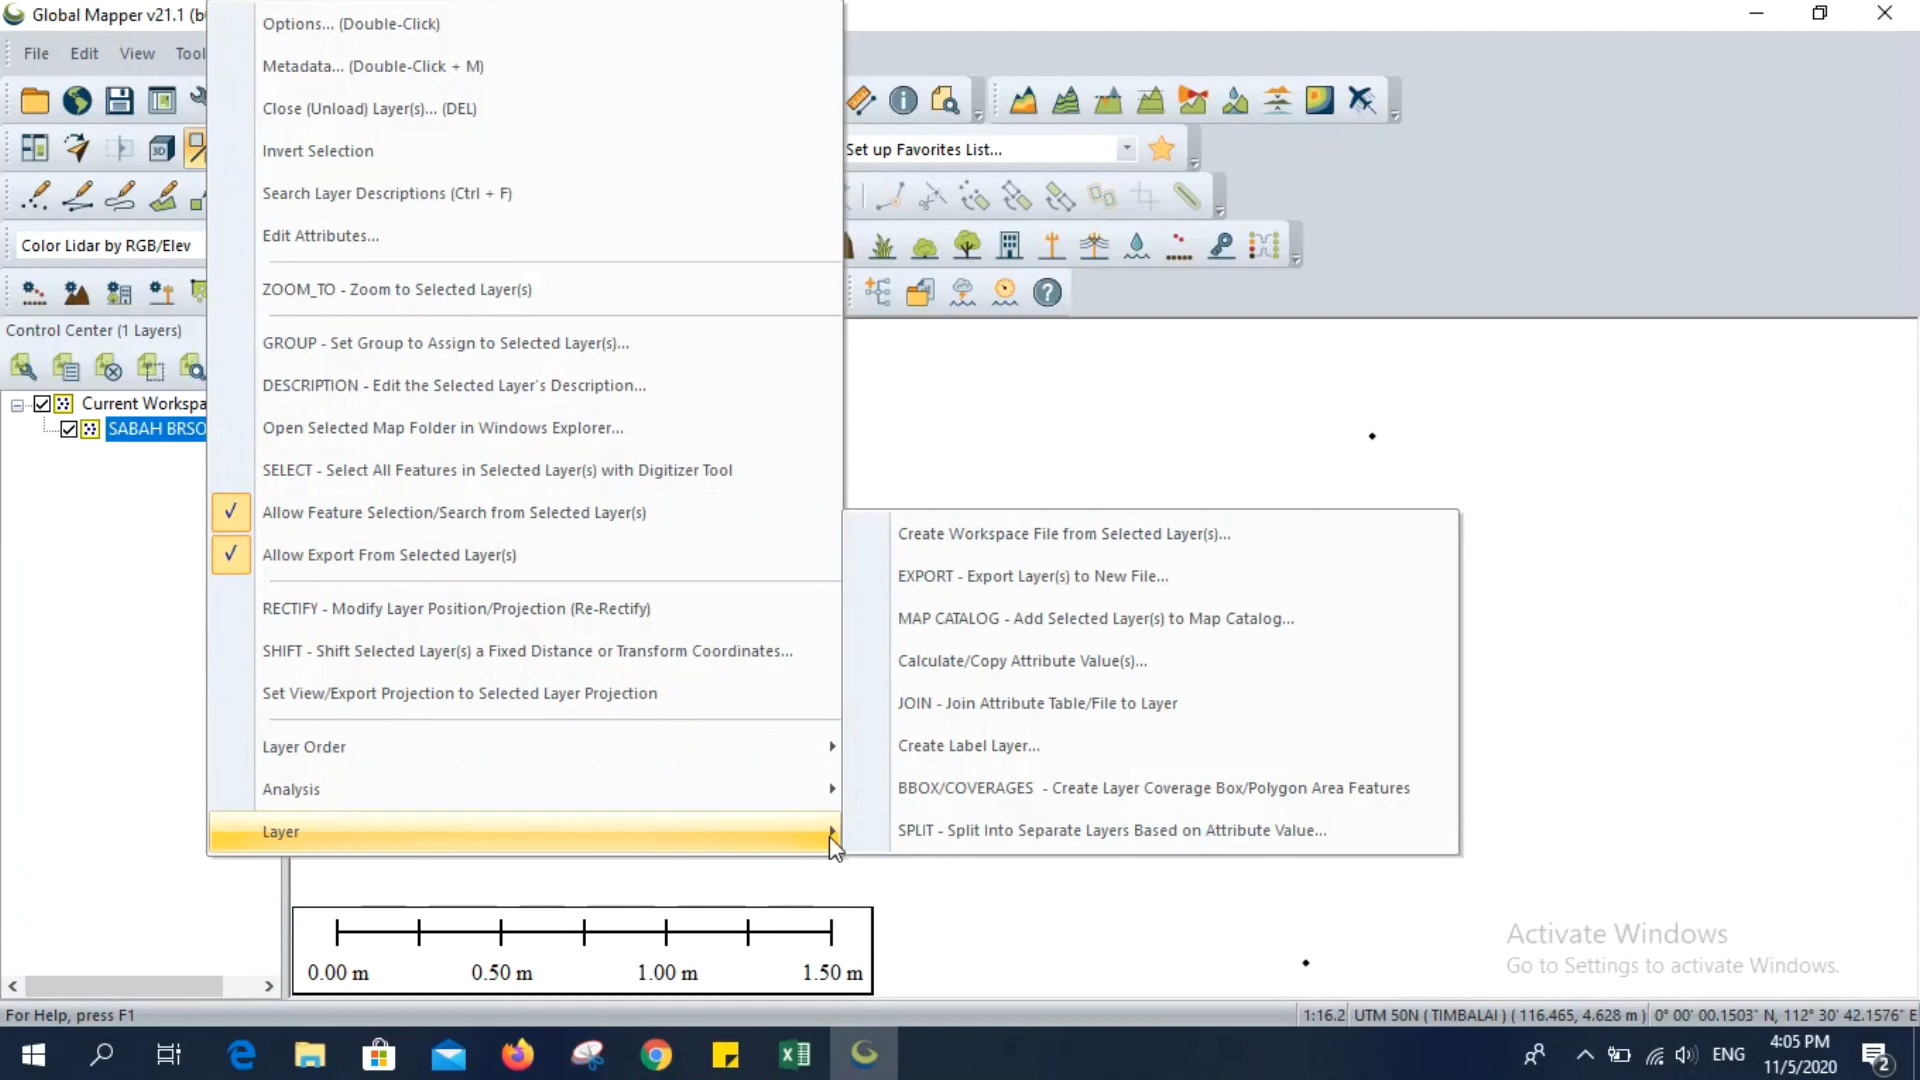 Global Mapper v21.1 (b
File Edit View Tool
Set up Favorites List...
Color Lidar by RGB/Elev
Control Center (1 Layers)
Current Workspa
SABAH BRSO
Options... (Double-Click)
Metadata... (Double-Click + M)
Close (Unload) Layer(s)... (DEL)
Invert Selection
Search Layer Descriptions (Ctrl + F)
Edit Attributes...
ZOOM_TO - Zoom to Selected Layer(s)
GROUP - Set Group to Assign to Selected Layer(s)...
DESCRIPTION - Edit the Selected Layer's Description...
Open Selected Map Folder in Windows Explorer...
SELECT - Select All Features in Selected Layer(s) with Digitizer Tool
Allow Feature Selection/Search from Selected Layer(s)
Allow Export From Selected Layer(s)
RECTIFY - Modify Layer Position/Projection (Re-Rectify)
SHIFT - Shift Selected Layer(s) a Fixed Distance or Transform Coordinates...
Set View/Export Projection to Selected Layer Projection
Layer Order
Analysis
Layer
Create Workspace File from Selected Layer(s)...
EXPORT - Export Layer(s) to New File...
MAP CATALOG - Add Selected Layer(s) to Map Catalog...
Calculate/Copy Attribute Value(s)...
JOIN - Join Attribute Table/File to Layer
Create Label Layer...
BBOX/COVERAGES - Create Layer Coverage Box/Polygon Area Features
SPLIT - Split Into Separate Layers Based on Attribute Value...
0.00 m 0.50 m 1.00 m 1.50 m
Activate Windows
Go to Settings to activate Windows.
For Help, press F1
1:16.2 UTM 50N ( TIMBALAI ) ( 116.465, 4.628 m ) 0° 00' 00.1503" N, 112° 30' 42.1576" E
ENG
4:05 PM
11/5/2020
2